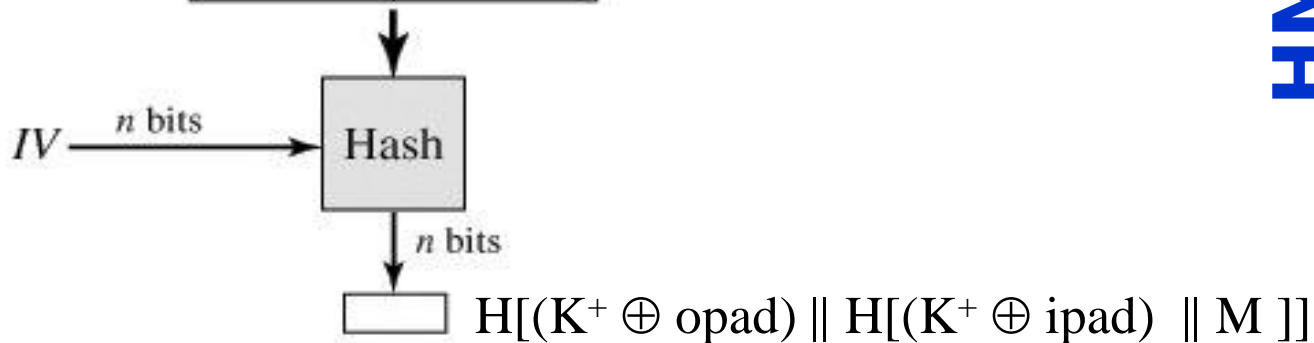 n bits
IV
Hash
n bits
H[(K⁺ ⊕ opad) || H[(K⁺ ⊕ ipad) || M ]]